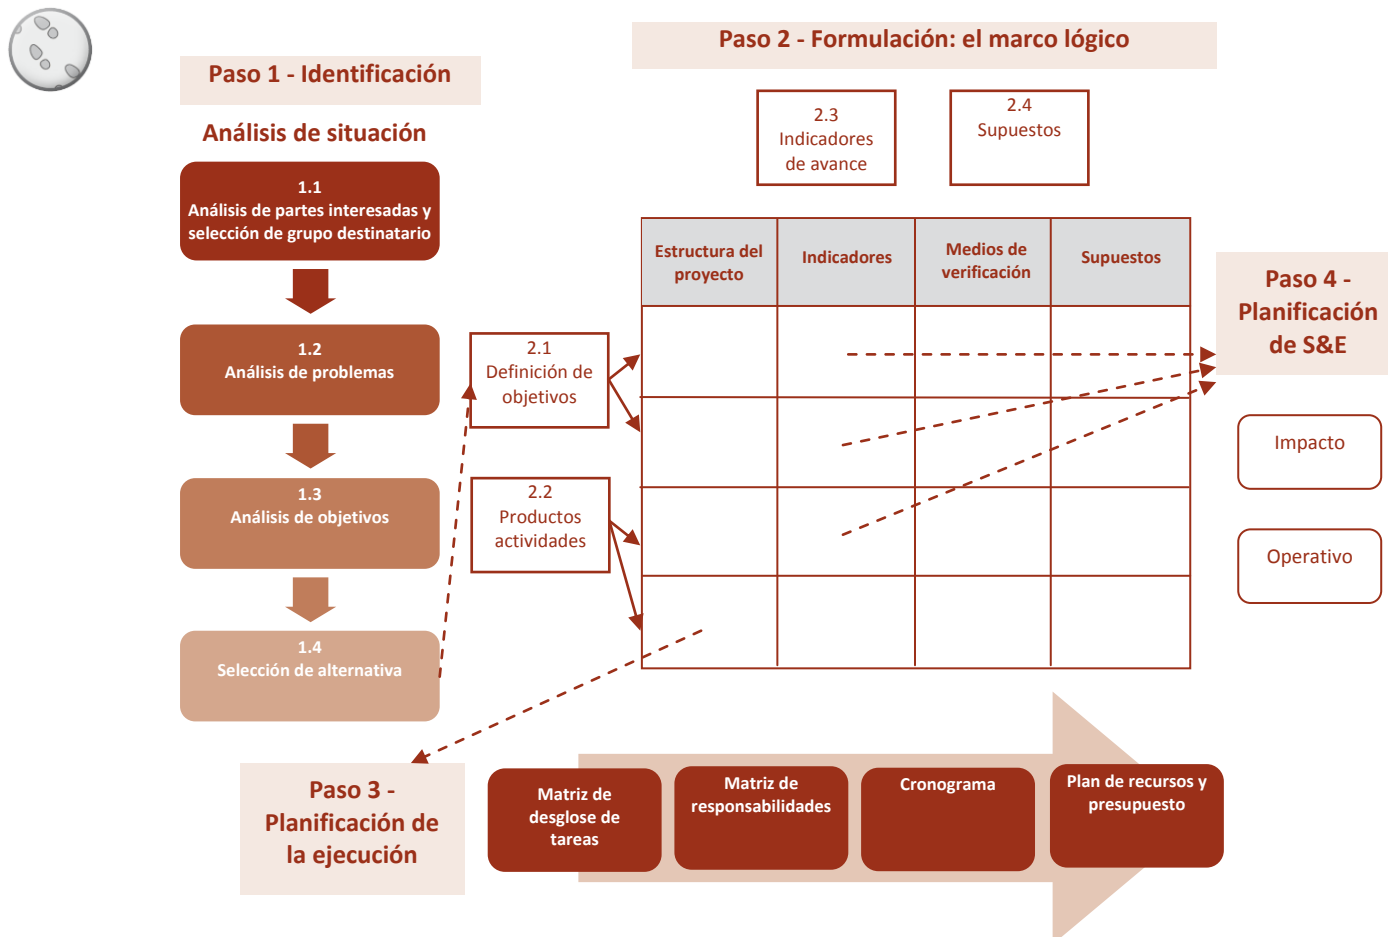 Paso 1 - Identificación
Análisis de situación
1.1
Análisis de partes interesadas y
selección de grupo destinatario
1.2
Análisis de problemas
1.3
Análisis de objetivos
1.4
Selección de alternativa
Paso 2 - Formulación: el marco lógico
2.3
Indicadores
de avance
2.4
Supuestos
2.1
Definición de
objetivos
2.2
Productos
actividades
Estructura del
proyecto
Indicadores
Medios de
verificación
Supuestos
Paso 4 -
Planificación
de S&E
Impacto
Operativo
Paso 3 -
Planificación de
la ejecución
Matriz de
desglose de
tareas
Matriz de
responsabilidades
Cronograma
Plan de recursos y
presupuesto